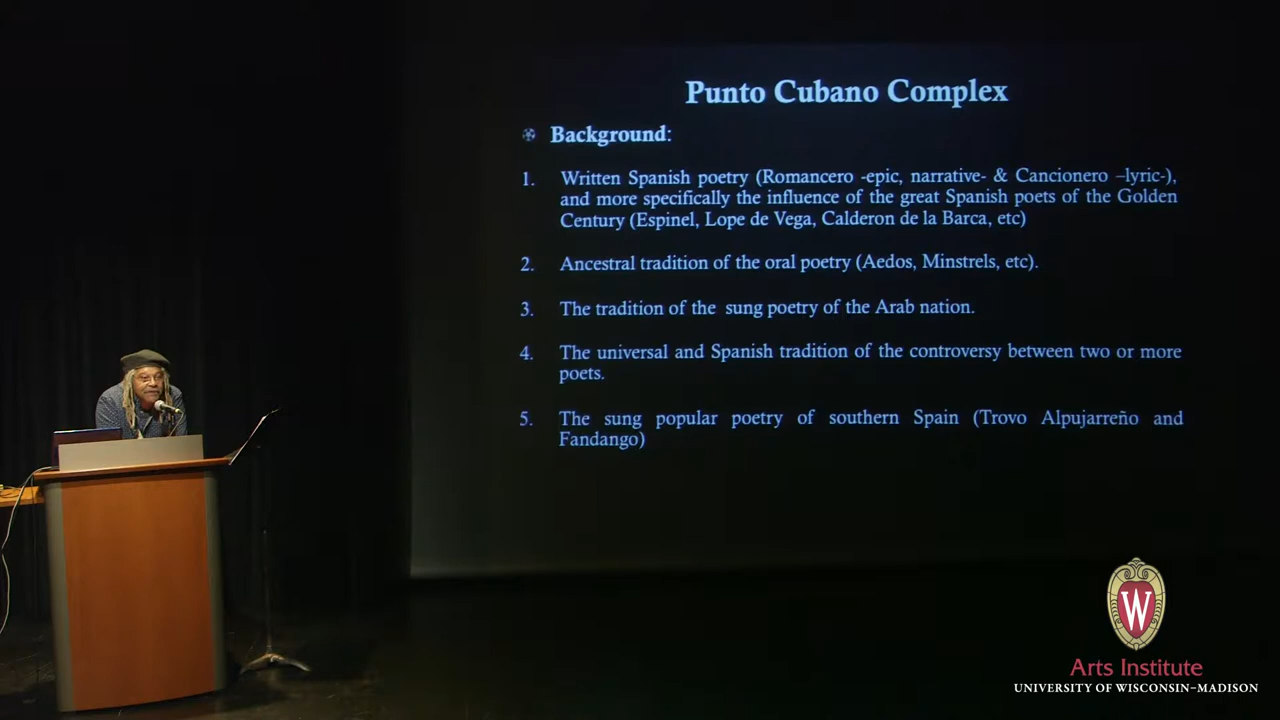 Punto Cubano Complex
Background:
1. Written Spanish poetry (Romancero -epic, narrative- & Cancionero –lyric-),
and more specifically the influence of the great Spanish poets of the Golden
Century (Espinel, Lope de Vega, Calderon de la Barca, etc)
2. Ancestral tradition of the oral poetry (Aedos, Minstrels, etc).
3. The tradition of the sung poetry of the Arab nation.
4. The universal and Spanish tradition of the controversy between two or more
poets.
5. The sung popular poetry of southern Spain (Trovo Alpujarreño and
Fandango)
W
Arts Institute
UNIVERSITY OF WISCONSIN–MADISON